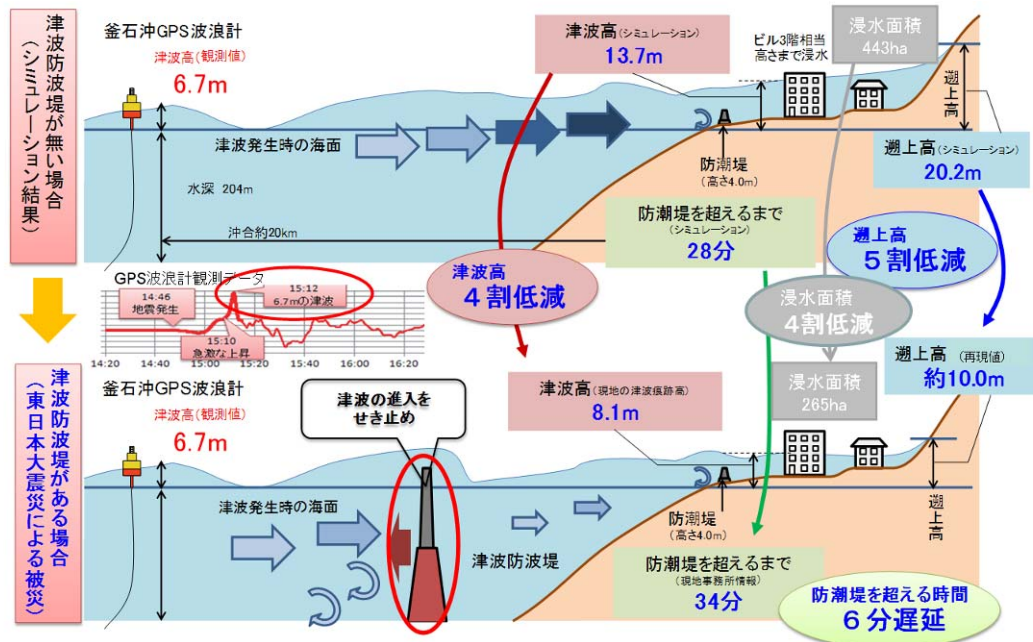 津波防波堤が無い場合
(シミュレーション結果)
釜石沖GPS波浪計
津波高(観測値)
6.7m
津波発生時の海面
水深 204m
沖合約20km
津波高(シミュレーション)
13.7m
ビル3階相当
高さまで浸水
浸水面積
443ha
遡上高
防潮堤
(高さ4.0m)
遡上高(シミュレーション)
20.2m
防潮堤を超えるまで
(シミュレーション)
28分
津波高
4割低減
遡上高
5割低減
浸水面積
4割低減
GPS波浪計観測データ
14:46
地震発生
15:12
6.7mの津波
15:10
急激な上昇
14:20 14:40 15:00 15:20 15:40 16:00 16:20
津波防波堤がある場合
(東日本大震災による被災)
釜石沖GPS波浪計
津波高(観測値)
6.7m
津波発生時の海面
津波の進入を
せき止め
津波防波堤
津波高(現地の津波痕跡高)
8.1m
浸水面積
265ha
遡上高 (再現値)
約10.0m
防潮堤
(高さ4.0m)
遡上高
防潮堤を超えるまで
(現地事務所情報)
34分
防潮堤を超える時間
6分遅延